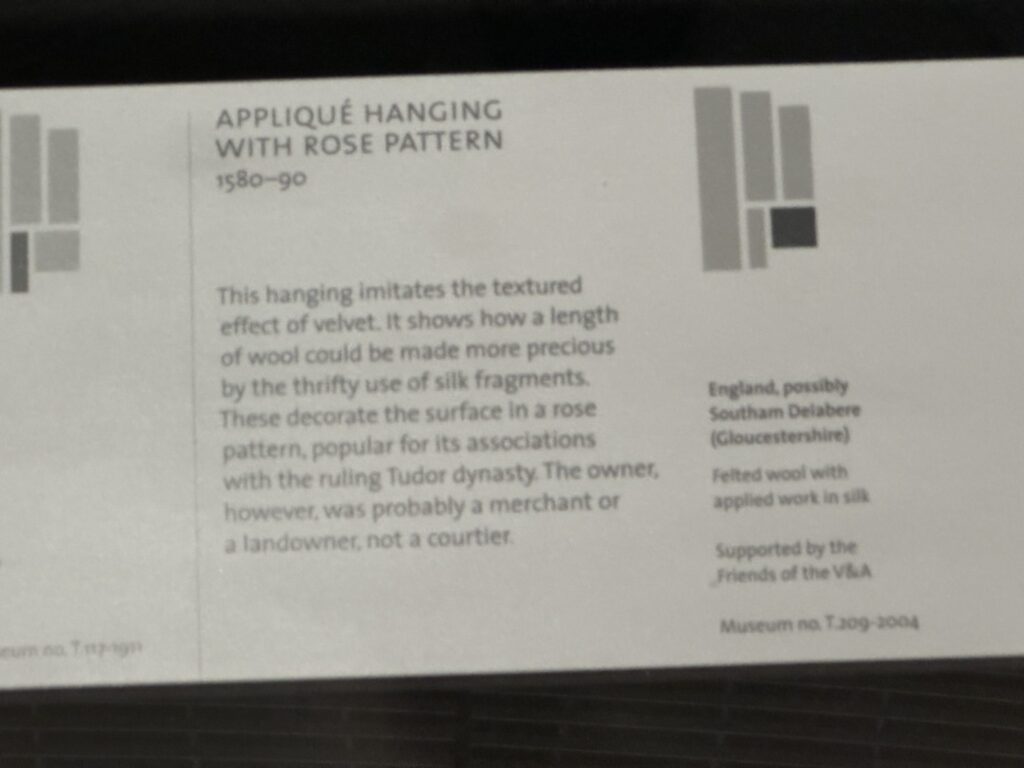 APPLIQUÉ HANGING
WITH ROSE PATTERN
1580–90
This hanging imitates the textured
effect of velvet. It shows how a length
of wool could be made more precious
by the thrifty use of silk fragments.
These decorate the surface in a rose
pattern, popular for its associations
with the ruling Tudor dynasty. The owner,
however, was probably a merchant or
a landowner, not a courtier.
England, possibly
Southam Delabere
(Gloucestershire)
Felted wool with
applied work in silk
Supported by the
Friends of the V&A
Museum no. T.209-2004
no. T.117-1911